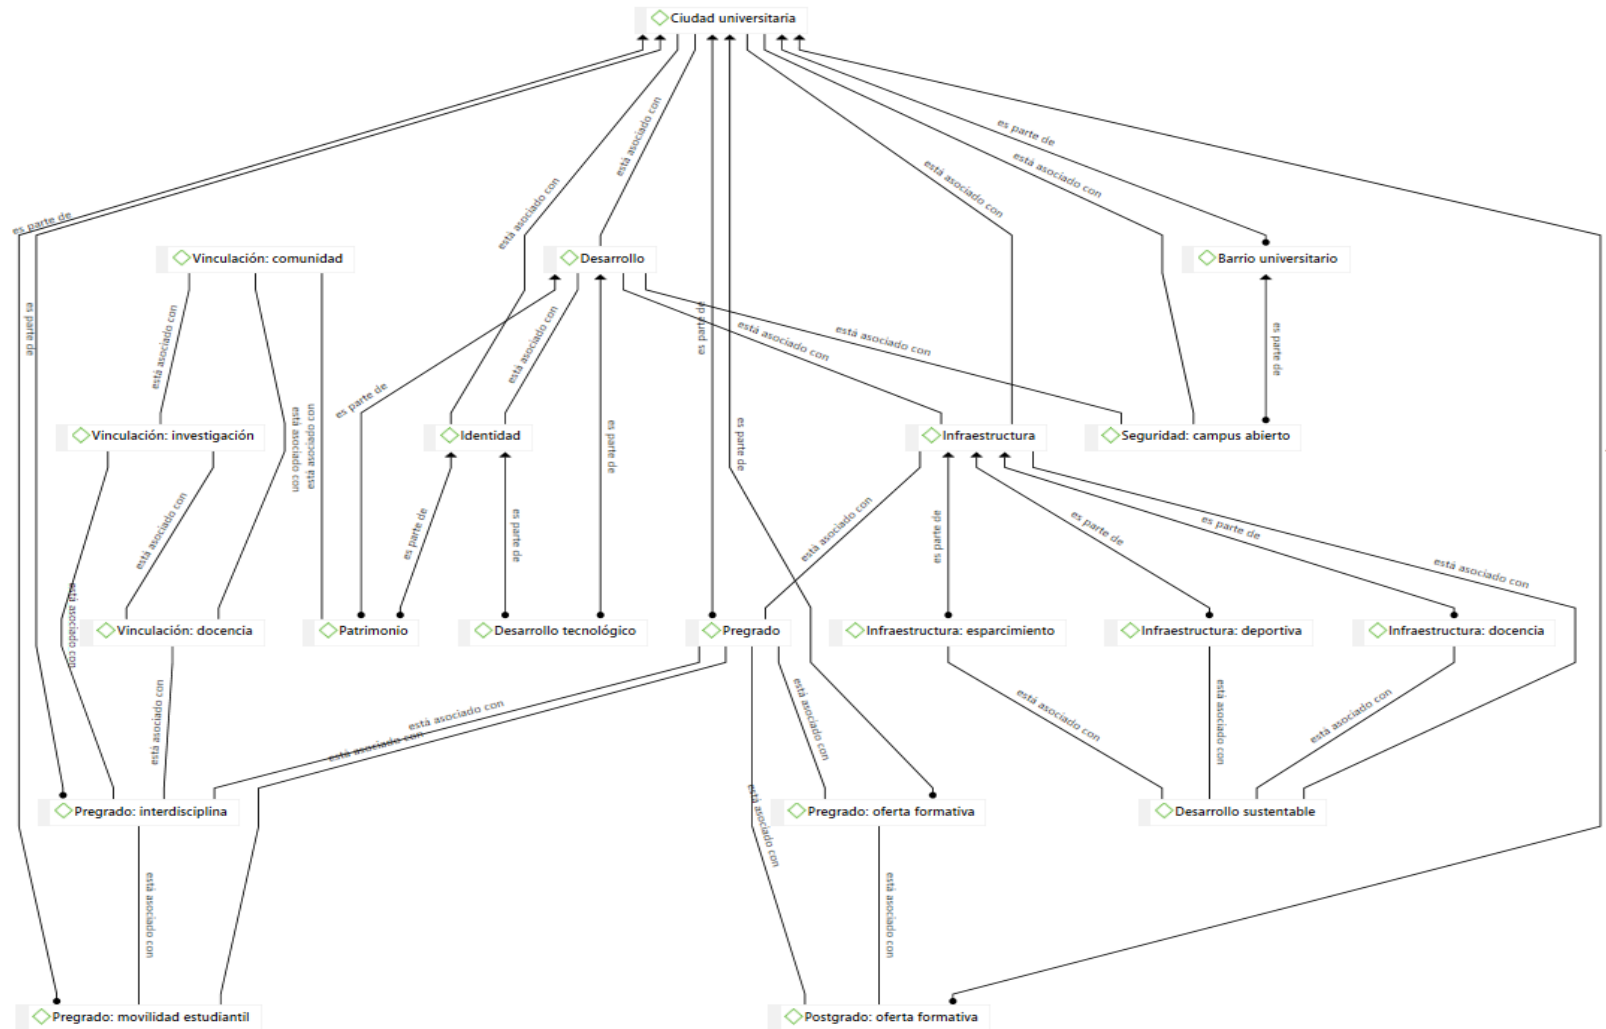 Ciudad universitaria
es parte de
está asociado con
está asociado con
está asociado con
es parte de
está asociado con
es parte de
Vinculación: comunidad
Desarrollo
Barrio universitario
es parte de
está asociado con
está asociado con
es parte de
está asociado con
está asociado con
es parte de
es parte de
está asociado con
está asociado con
Vinculación: investigación
Identidad
Infraestructura
Seguridad: campus abierto
es parte de
es parte de
está asociado con
es parte de
es parte de
está asociado con
es parte de
es parte de
es parte de
está asociado con
está asociado con
Vinculación: docencia
Patrimonio
Desarrollo tecnológico
Pregrado
Infraestructura: esparcimiento
Infraestructura: deportiva
Infraestructura: docencia
está asociado con
está asociado con
está asociado con
está asociado con
está asociado con
está asociado con
está asociado con
está asociado con
Pregrado: interdisciplina
Pregrado: oferta formativa
Desarrollo sustentable
está asociado con
está asociado con
Pregrado: movilidad estudiantil
Postgrado: oferta formativa